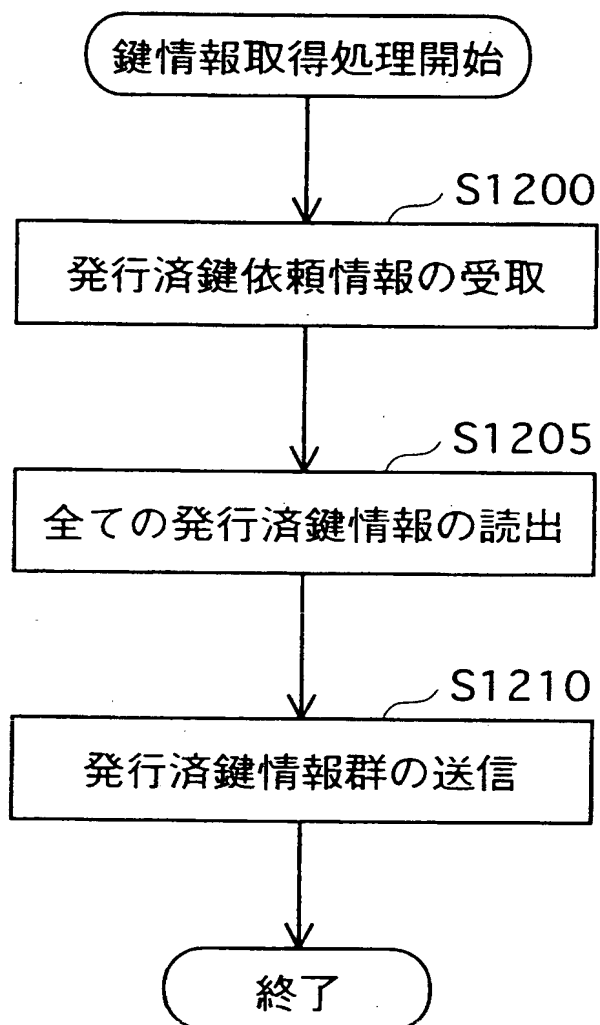 鍵情報取得処理開始
S1200
発行済鍵依頼情報の受取
S1205
全ての発行済鍵情報の読出
S1210
発行済鍵情報群の送信
終了